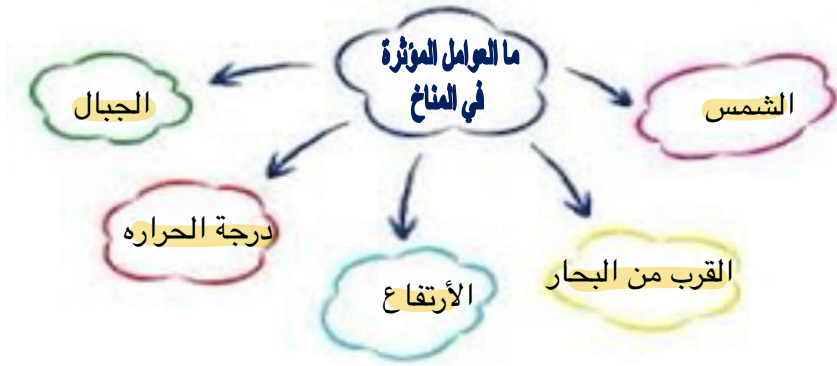 ما العوامل المؤثرة
في المناخ
الشمس
الجبال
درجة الحراره
القرب من البحار
الأرتفاع